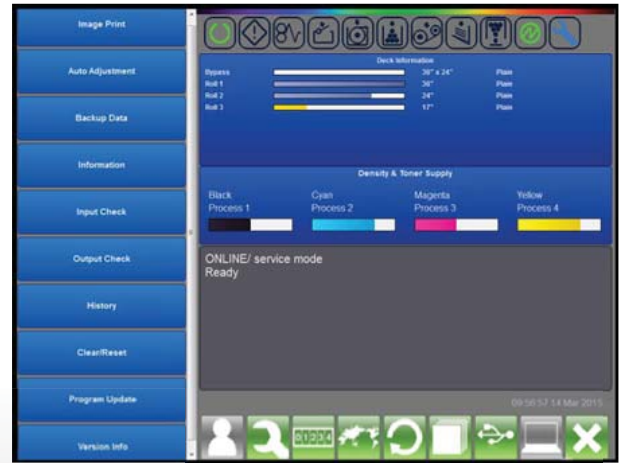 Image Print
Auto Adjustment
Backup Data
Information
Input Check
Output Check
History
Clear/Reset
Program Update
Version Info
Deck Information
Bypass 36" x 24" Plain
Roll 1 36" Plain
Roll 2 24" Plain
Roll 3 17" Plain
Density & Toner Supply
Black Cyan Magenta Yellow
Process 1 Process 2 Process 3 Process 4
ONLINE/ service mode
Ready
09:56:57 14 Mar 2015
01234